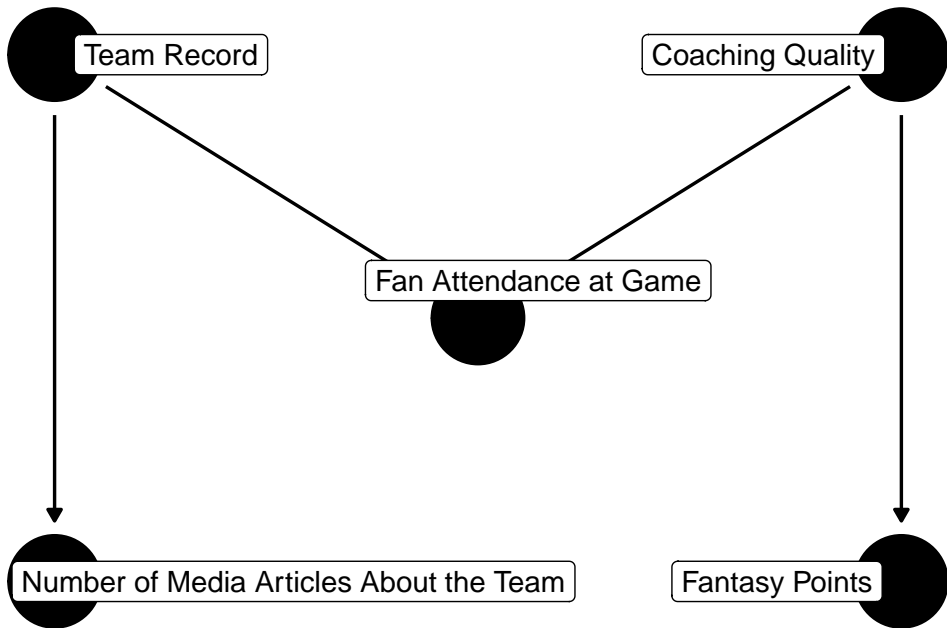 Team Record
Coaching Quality
Fan Attendance at Game
Number of Media Articles About the Team
Fantasy Points